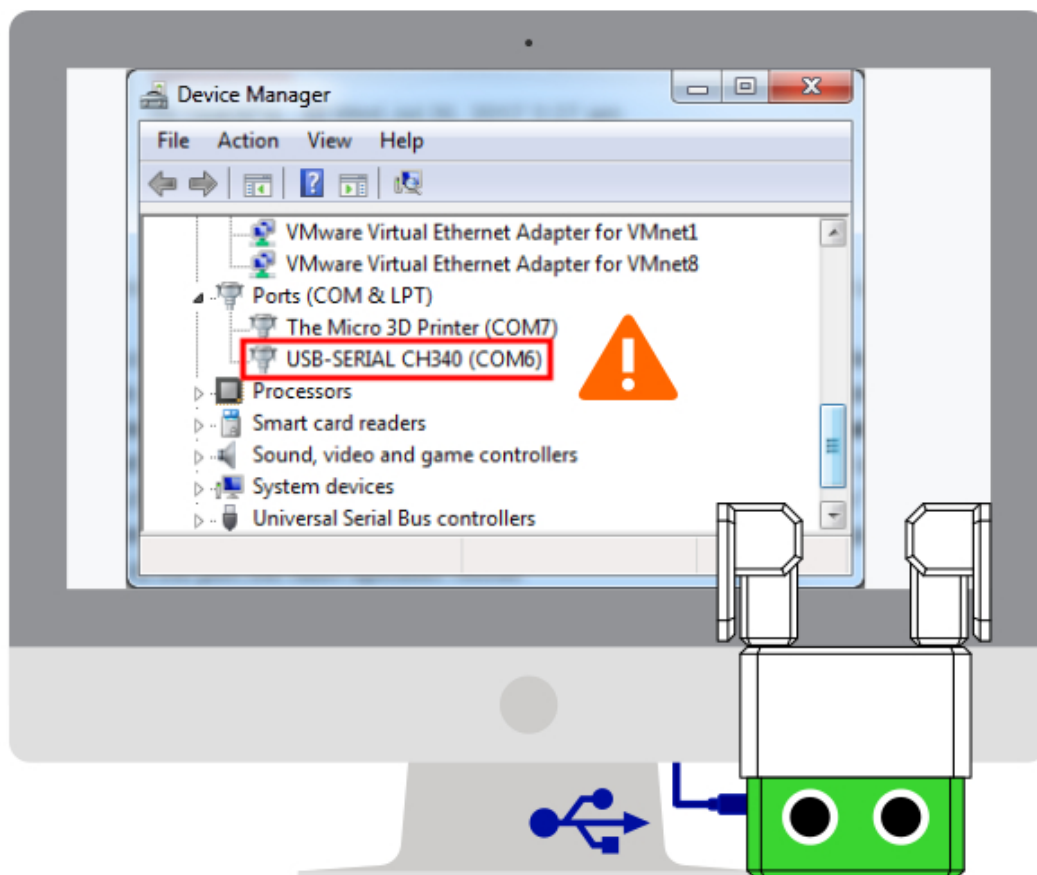 Device Manager
File Action View Help
VMware Virtual Ethernet Adapter for VMnet1
VMware Virtual Ethernet Adapter for VMnet8
Ports (COM & LPT)
The Micro 3D Printer (COM7)
USB-SERIAL CH340 (COM6)
Processors
Smart card readers
Sound, video and game controllers
System devices
Universal Serial Bus controllers